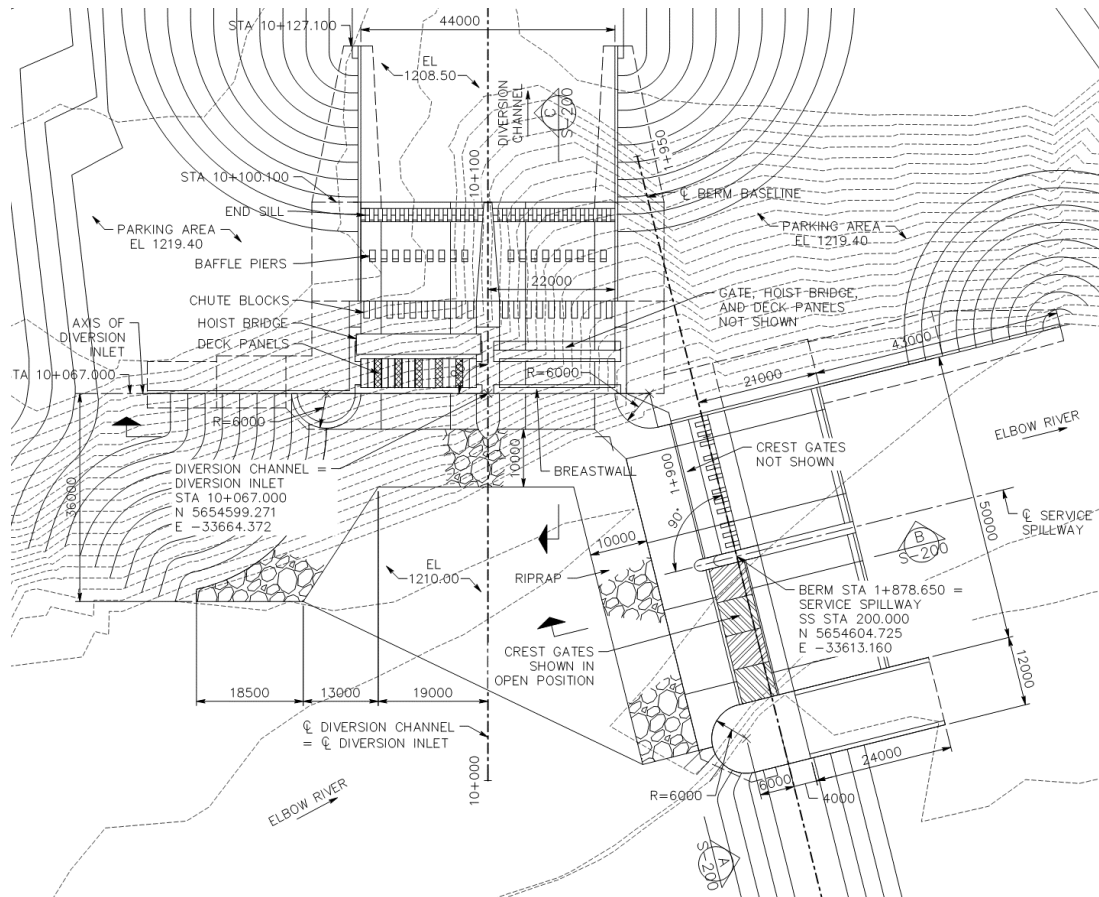 STA 10+127.100
44000
EL
1208.50
DIVERSION
CHANNEL
C
S-200
1+950
10+100
STA 10+100.100
℄ BERM BASELINE
END SILL
PARKING AREA
EL 1219.40
PARKING AREA
EL 1219.40
BAFFLE PIERS
22000
CHUTE BLOCKS
GATE, HOIST BRIDGE,
AND DECK PANELS
NOT SHOWN
HOIST BRIDGE
AXIS OF
DIVERSION
INLET
DECK PANELS
43000
TA 10+067.000
R=6000
21000
R=6000
ELBOW RIVER
CREST GATES
NOT SHOWN
DIVERSION CHANNEL =
DIVERSION INLET
STA 10+067.000
N 5654599.271
E -33664.372
10000
BREASTWALL
1+900
36000
90°
50000
℄ SERVICE
SPILLWAY
10000
B
S-200
EL
1210.00
RIPRAP
BERM STA 1+878.650 =
SERVICE SPILLWAY
SS STA 200.000
N 5654604.725
E -33613.160
CREST GATES
SHOWN IN
OPEN POSITION
12000
18500
13000
19000
℄ DIVERSION CHANNEL
= ℄ DIVERSION INLET
10+000
24000
6000
R=6000
4000
ELBOW RIVER
A
S-200